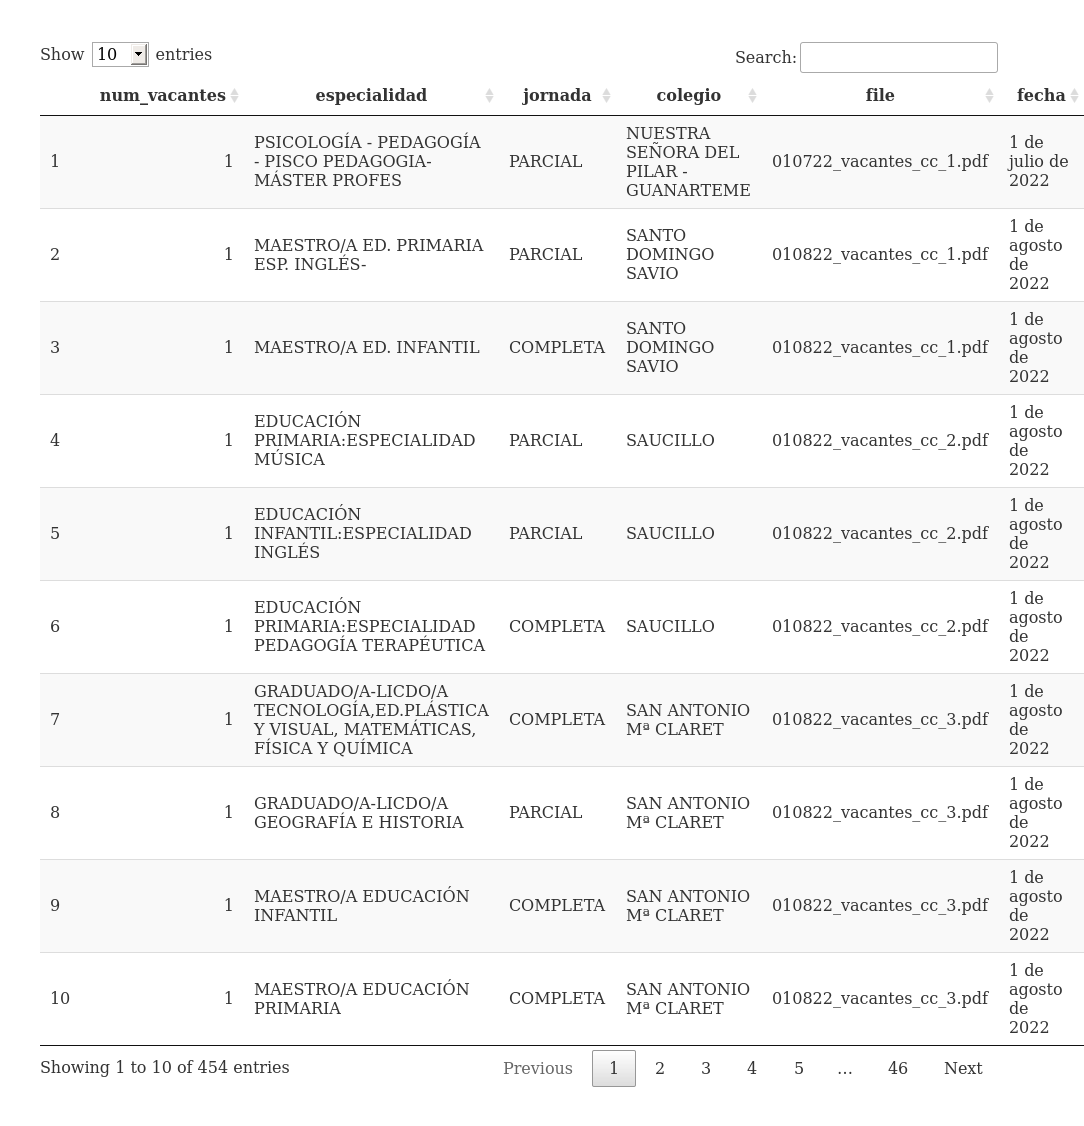 Show 10 entries
Search:
num_vacantes especialidad jornada colegio file fecha
1 1 PSICOLOGÍA - PEDAGOGÍA - PISCO PEDAGOGIA- MÁSTER PROFES PARCIAL NUESTRA SEÑORA DEL PILAR - GUANARTEME 010722_vacantes_cc_1.pdf 1 de julio de 2022
2 1 MAESTRO/A ED. PRIMARIA ESP. INGLÉS- PARCIAL SANTO DOMINGO SAVIO 010822_vacantes_cc_1.pdf 1 de agosto de 2022
3 1 MAESTRO/A ED. INFANTIL COMPLETA SANTO DOMINGO SAVIO 010822_vacantes_cc_1.pdf 1 de agosto de 2022
4 1 EDUCACIÓN PRIMARIA:ESPECIALIDAD MÚSICA PARCIAL SAUCILLO 010822_vacantes_cc_2.pdf 1 de agosto de 2022
5 1 EDUCACIÓN INFANTIL:ESPECIALIDAD INGLÉS PARCIAL SAUCILLO 010822_vacantes_cc_2.pdf 1 de agosto de 2022
6 1 EDUCACIÓN PRIMARIA:ESPECIALIDAD PEDAGOGÍA TERAPÉUTICA COMPLETA SAUCILLO 010822_vacantes_cc_2.pdf 1 de agosto de 2022
7 1 GRADUADO/A-LICDO/A TECNOLOGÍA,ED.PLÁSTICA Y VISUAL, MATEMÁTICAS, FÍSICA Y QUÍMICA COMPLETA SAN ANTONIO Mª CLARET 010822_vacantes_cc_3.pdf 1 de agosto de 2022
8 1 GRADUADO/A-LICDO/A GEOGRAFÍA E HISTORIA PARCIAL SAN ANTONIO Mª CLARET 010822_vacantes_cc_3.pdf 1 de agosto de 2022
9 1 MAESTRO/A EDUCACIÓN INFANTIL COMPLETA SAN ANTONIO Mª CLARET 010822_vacantes_cc_3.pdf 1 de agosto de 2022
10 1 MAESTRO/A EDUCACIÓN PRIMARIA COMPLETA SAN ANTONIO Mª CLARET 010822_vacantes_cc_3.pdf 1 de agosto de 2022
Showing 1 to 10 of 454 entries
Previous 1 2 3 4 5 … 46 Next